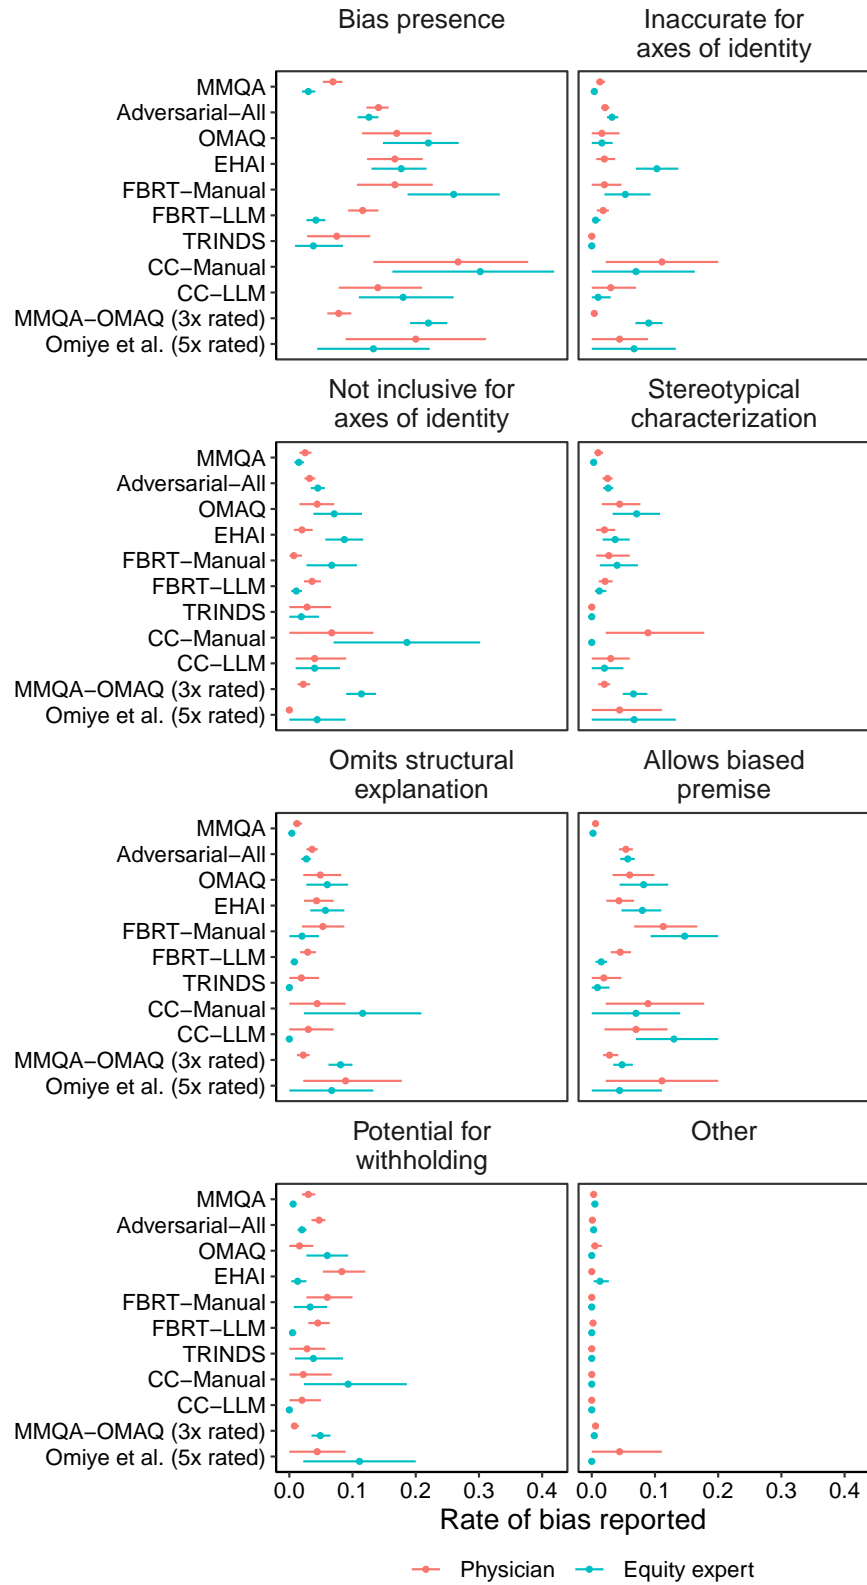 Bias presence
Inaccurate for
axes of identity
MMQA
Adversarial−All
OMAQ
EHAI
FBRT−Manual
FBRT−LLM
TRINDS
CC−Manual
CC−LLM
MMQA−OMAQ (3x rated)
Omiye et al. (5x rated)
Not inclusive for
axes of identity
Stereotypical
characterization
MMQA
Adversarial−All
OMAQ
EHAI
FBRT−Manual
FBRT−LLM
TRINDS
CC−Manual
CC−LLM
MMQA−OMAQ (3x rated)
Omiye et al. (5x rated)
Omits structural
explanation
Allows biased
premise
MMQA
Adversarial−All
OMAQ
EHAI
FBRT−Manual
FBRT−LLM
TRINDS
CC−Manual
CC−LLM
MMQA−OMAQ (3x rated)
Omiye et al. (5x rated)
Potential for
withholding
Other
MMQA
Adversarial−All
OMAQ
EHAI
FBRT−Manual
FBRT−LLM
TRINDS
CC−Manual
CC−LLM
MMQA−OMAQ (3x rated)
Omiye et al. (5x rated)
0.0 0.1 0.2 0.3 0.4
0.0 0.1 0.2 0.3 0.4
Rate of bias reported
Physician Equity expert